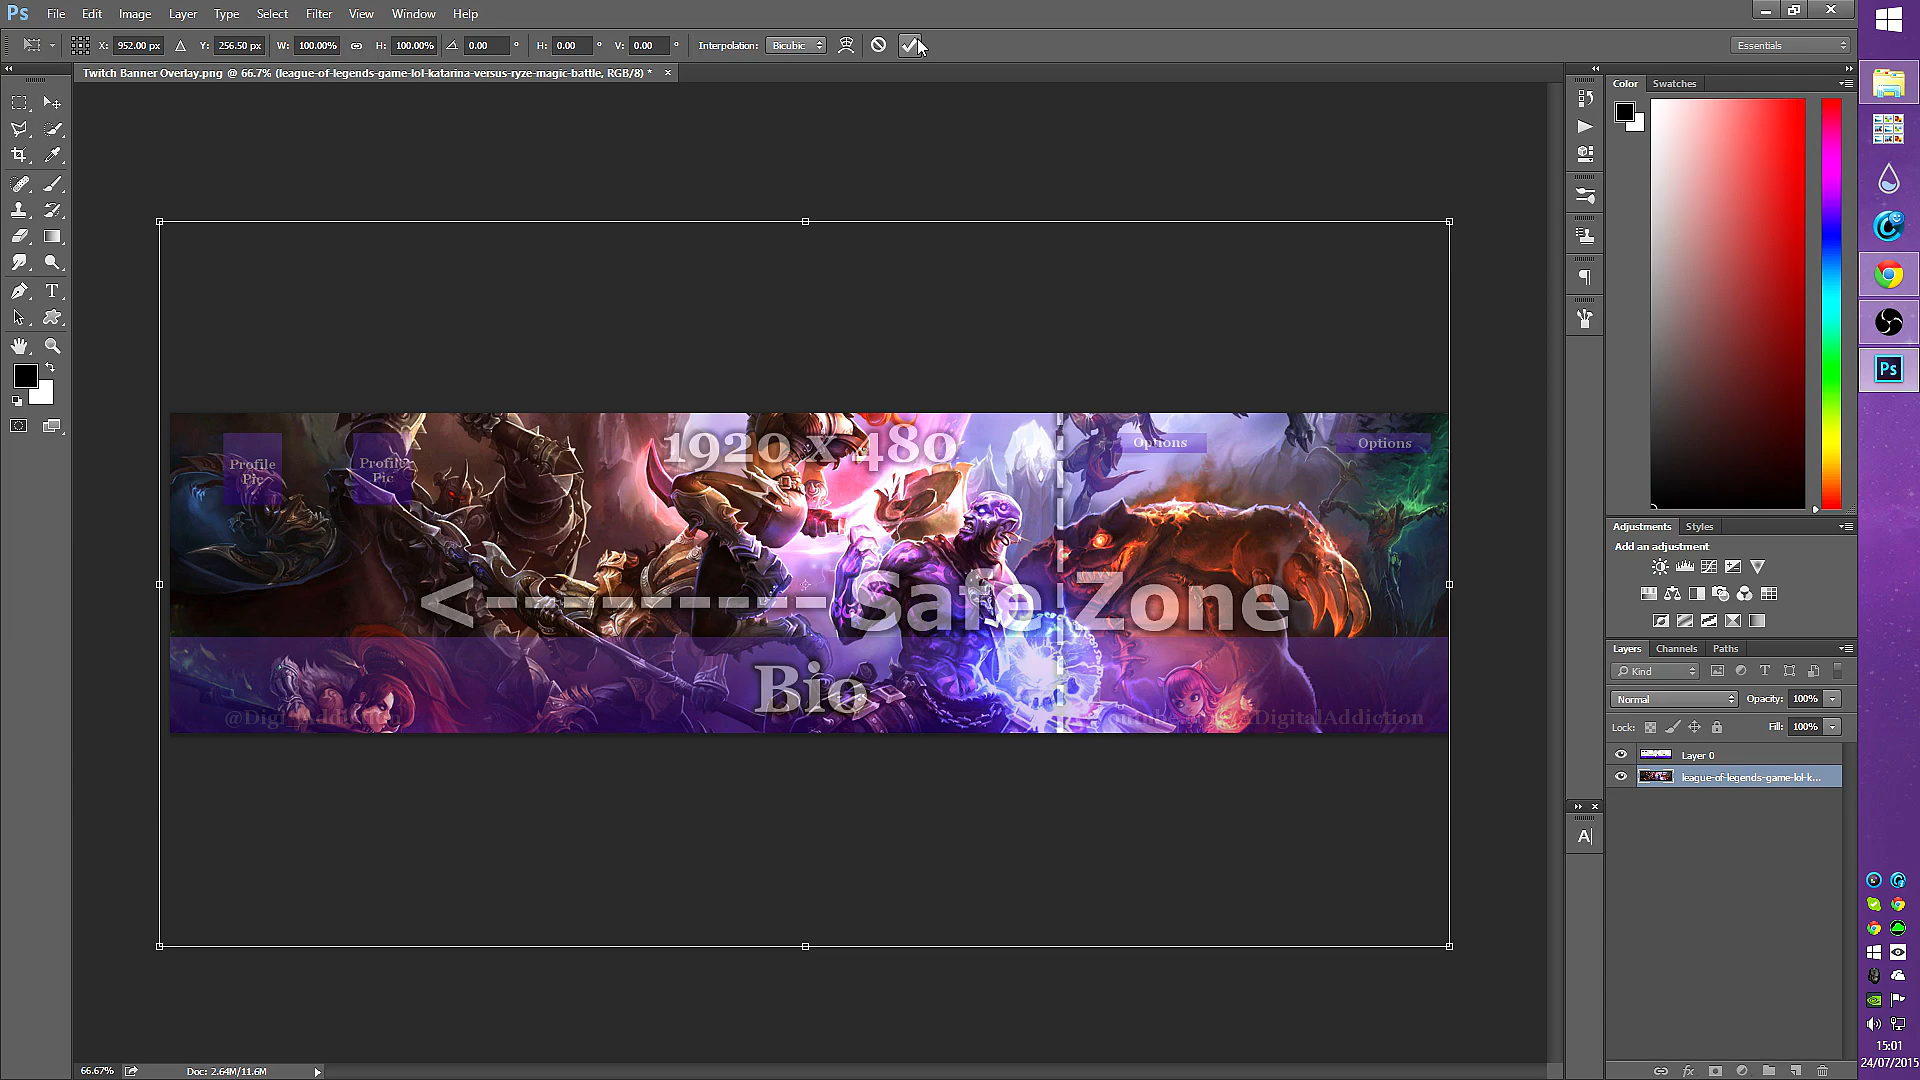 Ps File Edit Image Layer Type Select Filter View Window Help
X: 952.00 px Y: 256.50 px W: 100.00% H: 100.00% 0.00 ° H: 0.00 ° V: 0.00 ° Interpolation: Bicubic Essentials
Twitch Banner Overlay.png @ 66.7% (league-of-legends-game-lol-katarina-versus-ryze-magic-battle, RGB/8) * ×
Color Swatches
1920 x 480
Profile
Pic
Profile
Pic
Options
Options
<--------- Safe Zone
Bio
DigitalAddiction
Adjustments Styles
Add an adjustment
Layers Channels Paths
Kind
Normal Opacity: 100%
Lock: Fill: 100%
Layer 0
league-of-legends-game-lol-k...
A|
Ps
66.67% Doc: 2.64M/11.6M
15:01
24/07/2015